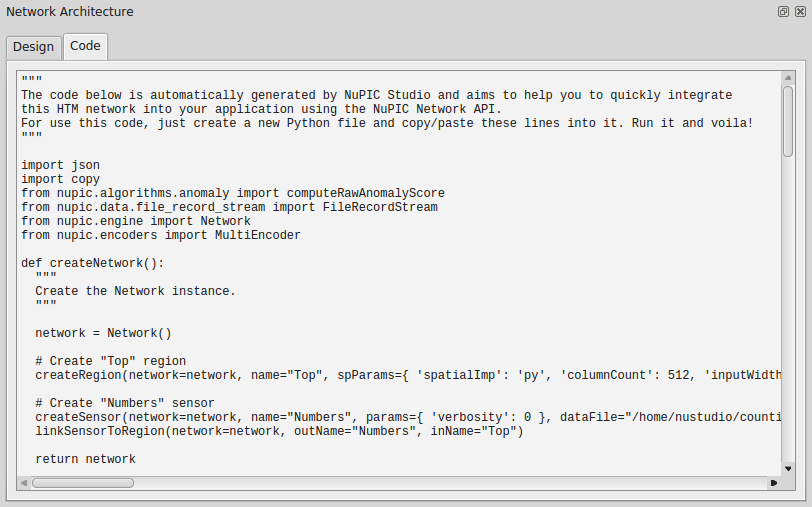 Network Architecture
Design Code
"""
The code below is automatically generated by NuPIC Studio and aims to help you to quickly integrate
this HTM network into your application using the NuPIC Network API.
For use this code, just create a new Python file and copy/paste these lines into it. Run it and voila!
"""
import json
import copy
from nupic.algorithms.anomaly import computeRawAnomalyScore
from nupic.data.file_record_stream import FileRecordStream
from nupic.engine import Network
from nupic.encoders import MultiEncoder
def createNetwork():
"""
Create the Network instance.
"""
network = Network()
# Create "Top" region
createRegion(network=network, name="Top", spParams={ 'spatialImp': 'py', 'columnCount': 512, 'inputWidth
# Create "Numbers" sensor
createSensor(network=network, name="Numbers", params={ 'verbosity': 0 }, dataFile="/home/nustudio/counti
linkSensorToRegion(network=network, outName="Numbers", inName="Top")
return network